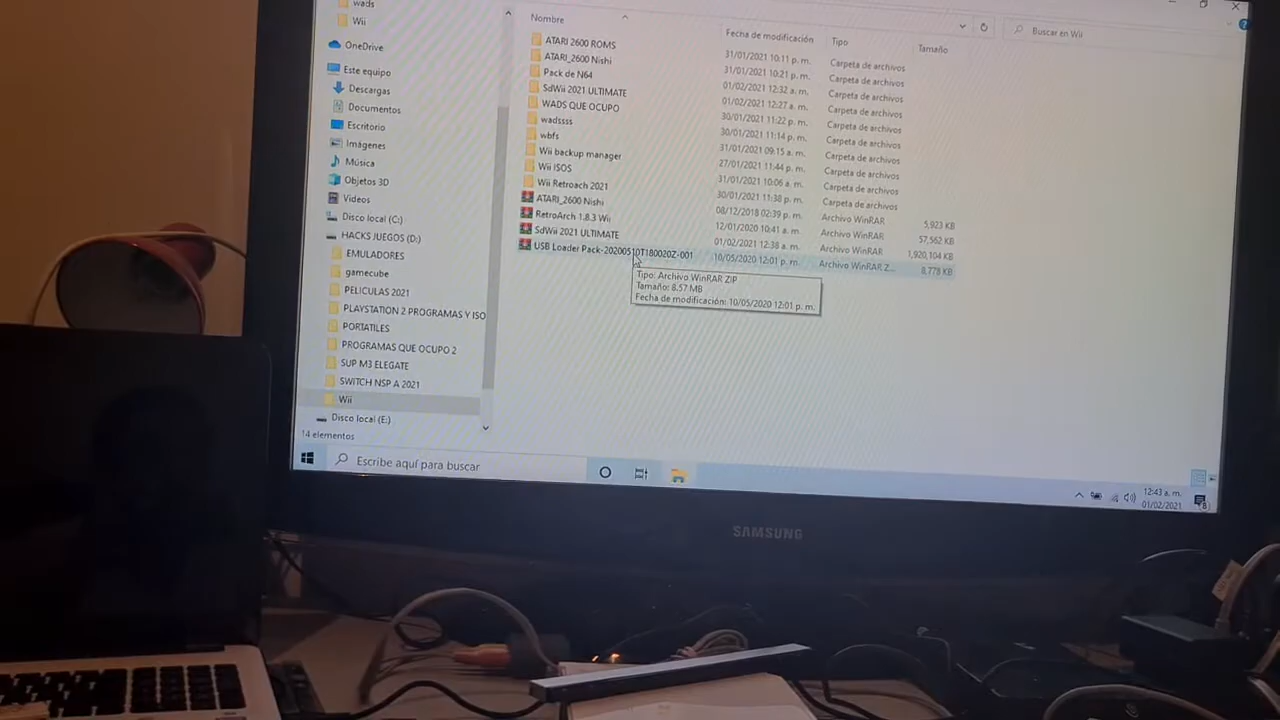 wads
Wii
OneDrive
Este equipo
Descargas
Documentos
Escritorio
Imágenes
Música
Objetos 3D
Videos
Disco local (C:)
HACKS JUEGOS (D:)
EMULADORES
gamecube
PELICULAS 2021
PLAYSTATION 2 PROGRAMAS Y ISO
PORTATILES
PROGRAMAS QUE OCUPO 2
SUP M3 ELEGATE
SWITCH NSP A 2021
Wii
Disco local (E:)
14 elementos
Buscar en Wii
Nombre Fecha de modificación Tipo Tamaño
ATARI 2600 ROMS 31/01/2021 10:11 p. m. Carpeta de archivos
ATARI_2600 Nishi 31/01/2021 10:21 p. m. Carpeta de archivos
Pack de N64 01/02/2021 12:32 a. m. Carpeta de archivos
SdWii 2021 ULTIMATE 01/02/2021 12:27 a. m. Carpeta de archivos
WADS QUE OCUPO 30/01/2021 11:22 p. m. Carpeta de archivos
wadssss 30/01/2021 11:14 p. m. Carpeta de archivos
wbfs 31/01/2021 09:15 a. m. Carpeta de archivos
Wii backup manager 27/01/2021 11:44 p. m. Carpeta de archivos
Wii ISOS 31/01/2021 10:06 a. m. Carpeta de archivos
Wii Retroach 2021 30/01/2021 11:38 p. m. Carpeta de archivos
ATARI_2600 Nishi 08/12/2018 02:39 p. m. Archivo WinRAR 5,923 KB
RetroArch 1.8.3 Wii 12/01/2020 10:41 a. m. Archivo WinRAR 57,562 KB
SdWii 2021 ULTIMATE 01/02/2021 12:38 a. m. Archivo WinRAR 1,920,104 KB
USB Loader Pack-20200510T180020Z-001 10/05/2020 12:01 p. m. Archivo WinRAR Z... 8,778 KB
Tipo: Archivo WinRAR ZIP
Tamaño: 8.57 MB
Fecha de modificación: 10/05/2020 12:01 p. m.
Escribe aquí para buscar
12:43 a. m.
01/02/2021
SAMSUNG